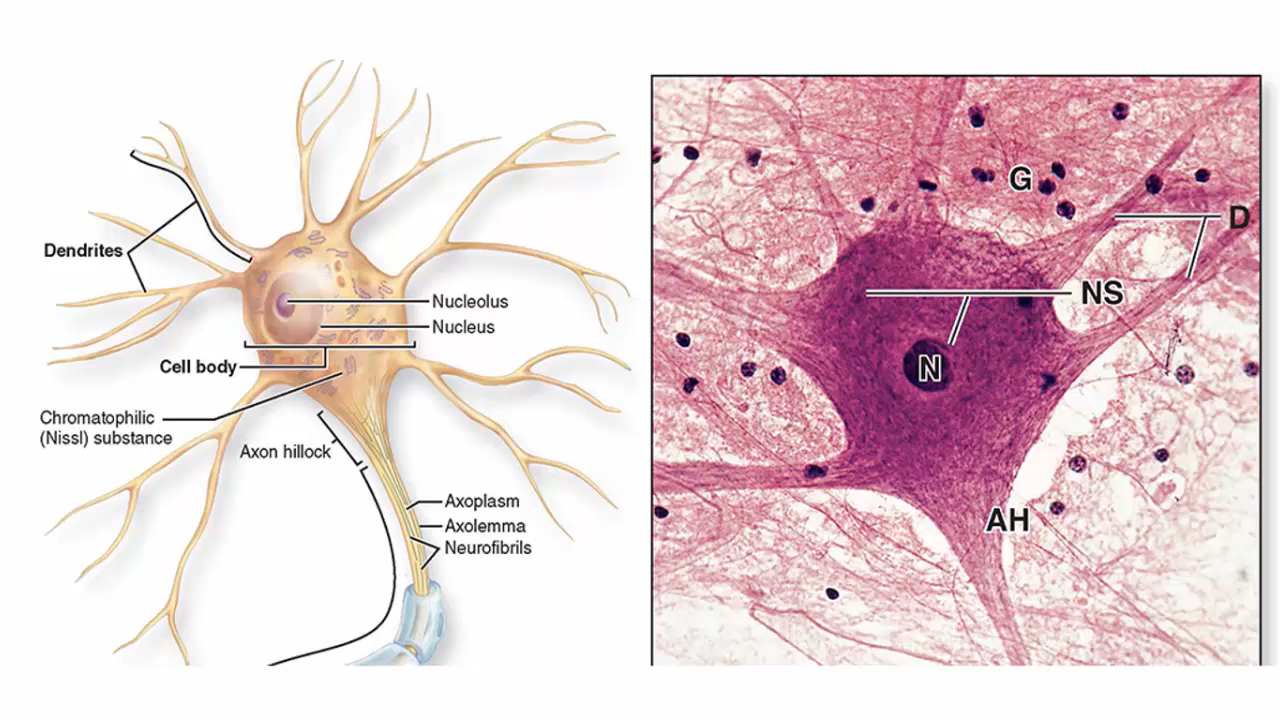 Dendrites
Nucleolus
Nucleus
Cell body
Chromatophilic
(Nissl) substance
Axon hillock
Axoplasm
Axolemma
Neurofibrils
G
D
NS
N
AH